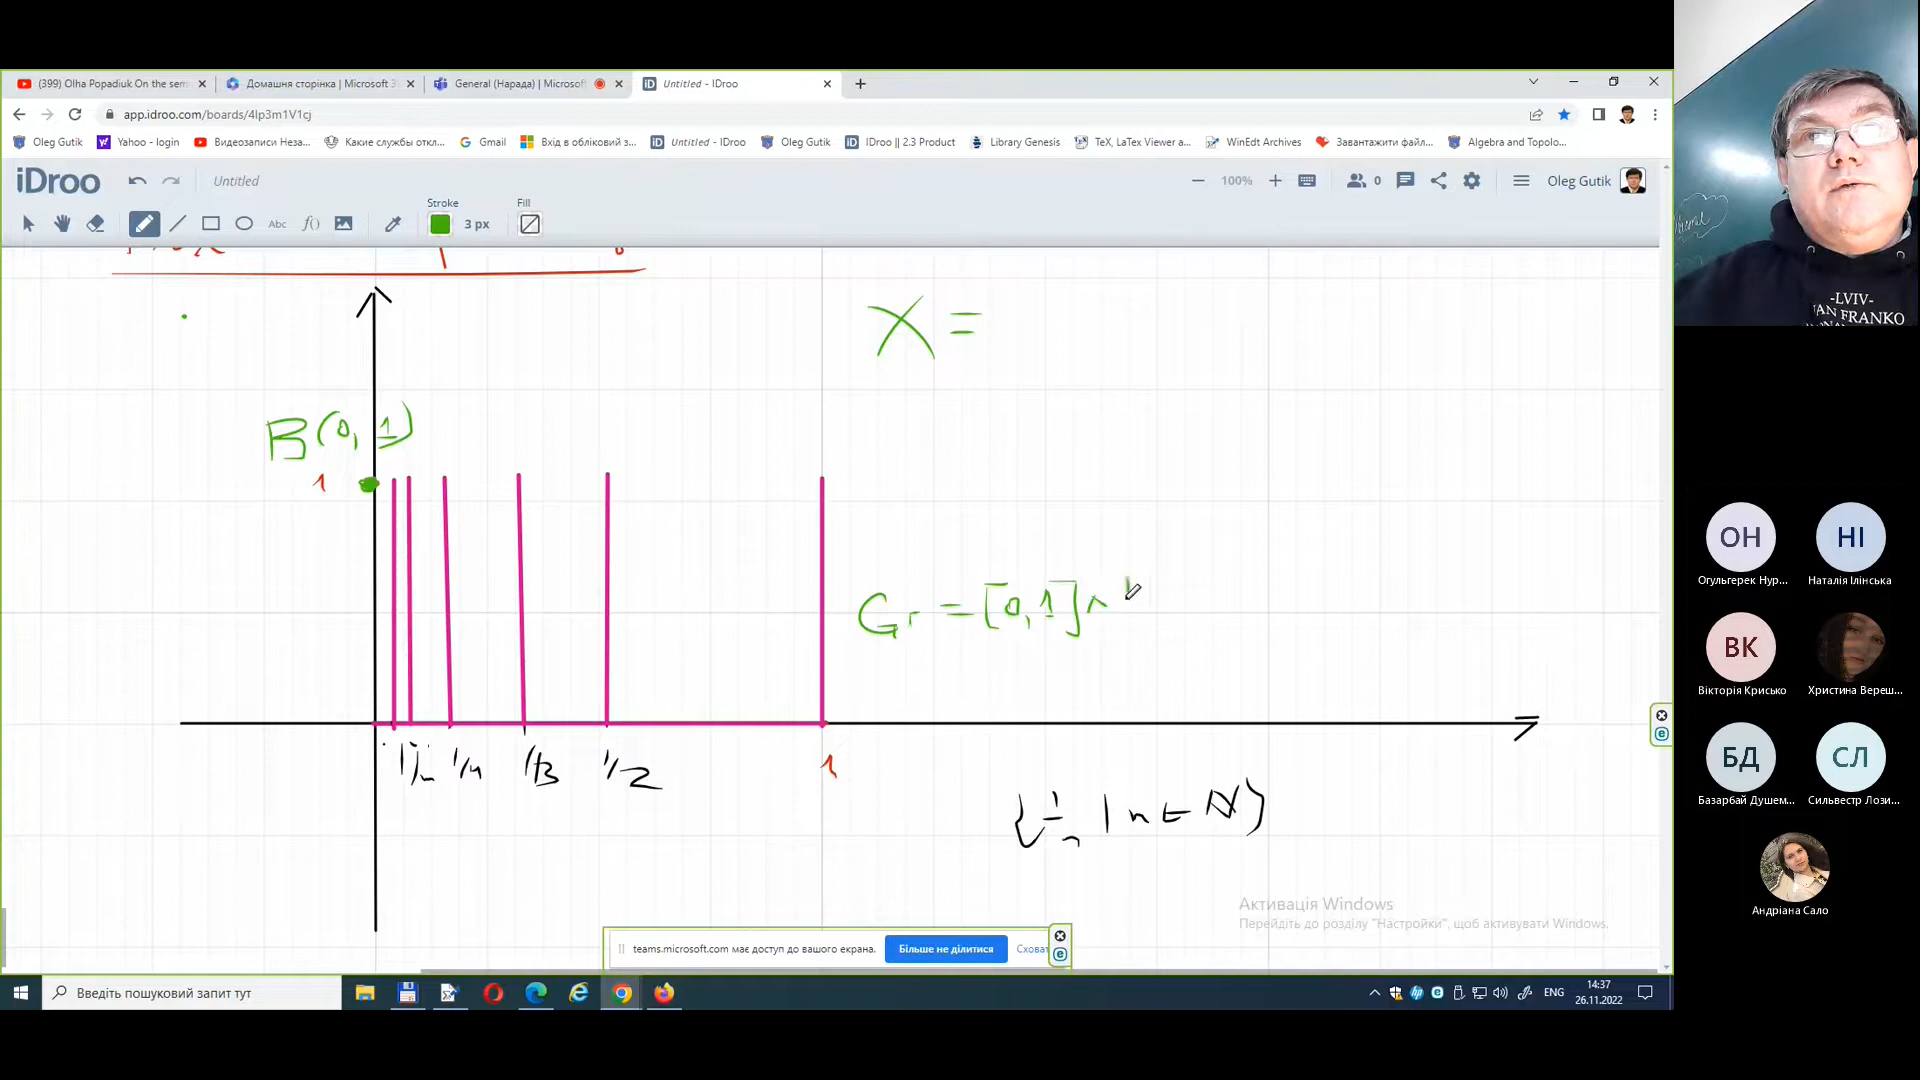 (399) Olha Popadiuk On the sem
Домашня сторінка | Microsoft 3
General (Нарада) | Microsoft
Untitled - IDroo
app.idroo.com/boards/4lp3m1V1cj
Oleg Gutik
Yahoo - login
Видеозаписи Неза...
Какие службы откл...
Gmail
Вхід в обліковий з...
Untitled - IDroo
Oleg Gutik
IDroo || 2.3 Product
Library Genesis
TeX, LaTex Viewer a...
WinEdt Archives
Завантажити файл...
Algebra and Topolo...
iDroo
Untitled
100%
0
Oleg Gutik
Stroke
Fill
Abc
f()
3 px
X =
B(0, 1)
1
Gr = [0,1] ×
1/n 1/4 1/3 1/2
1
{1/n | n ∈ N}
Активація Windows
Перейдіть до розділу "Настройки", щоб активувати Windows.
teams.microsoft.com має доступ до вашого екрана.
Більше не ділитися
Сховат
Введіть пошуковий запит тут
ENG
14:37
26.11.2022
-LVIV-
AN FRANKO
ОН
Огульгерек Нур...
НІ
Наталія Ілінська
ВК
Вікторія Крисько
Христина Вереш...
БД
Базарбай Душем...
СЛ
Сильвестр Лози...
Андріана Сало